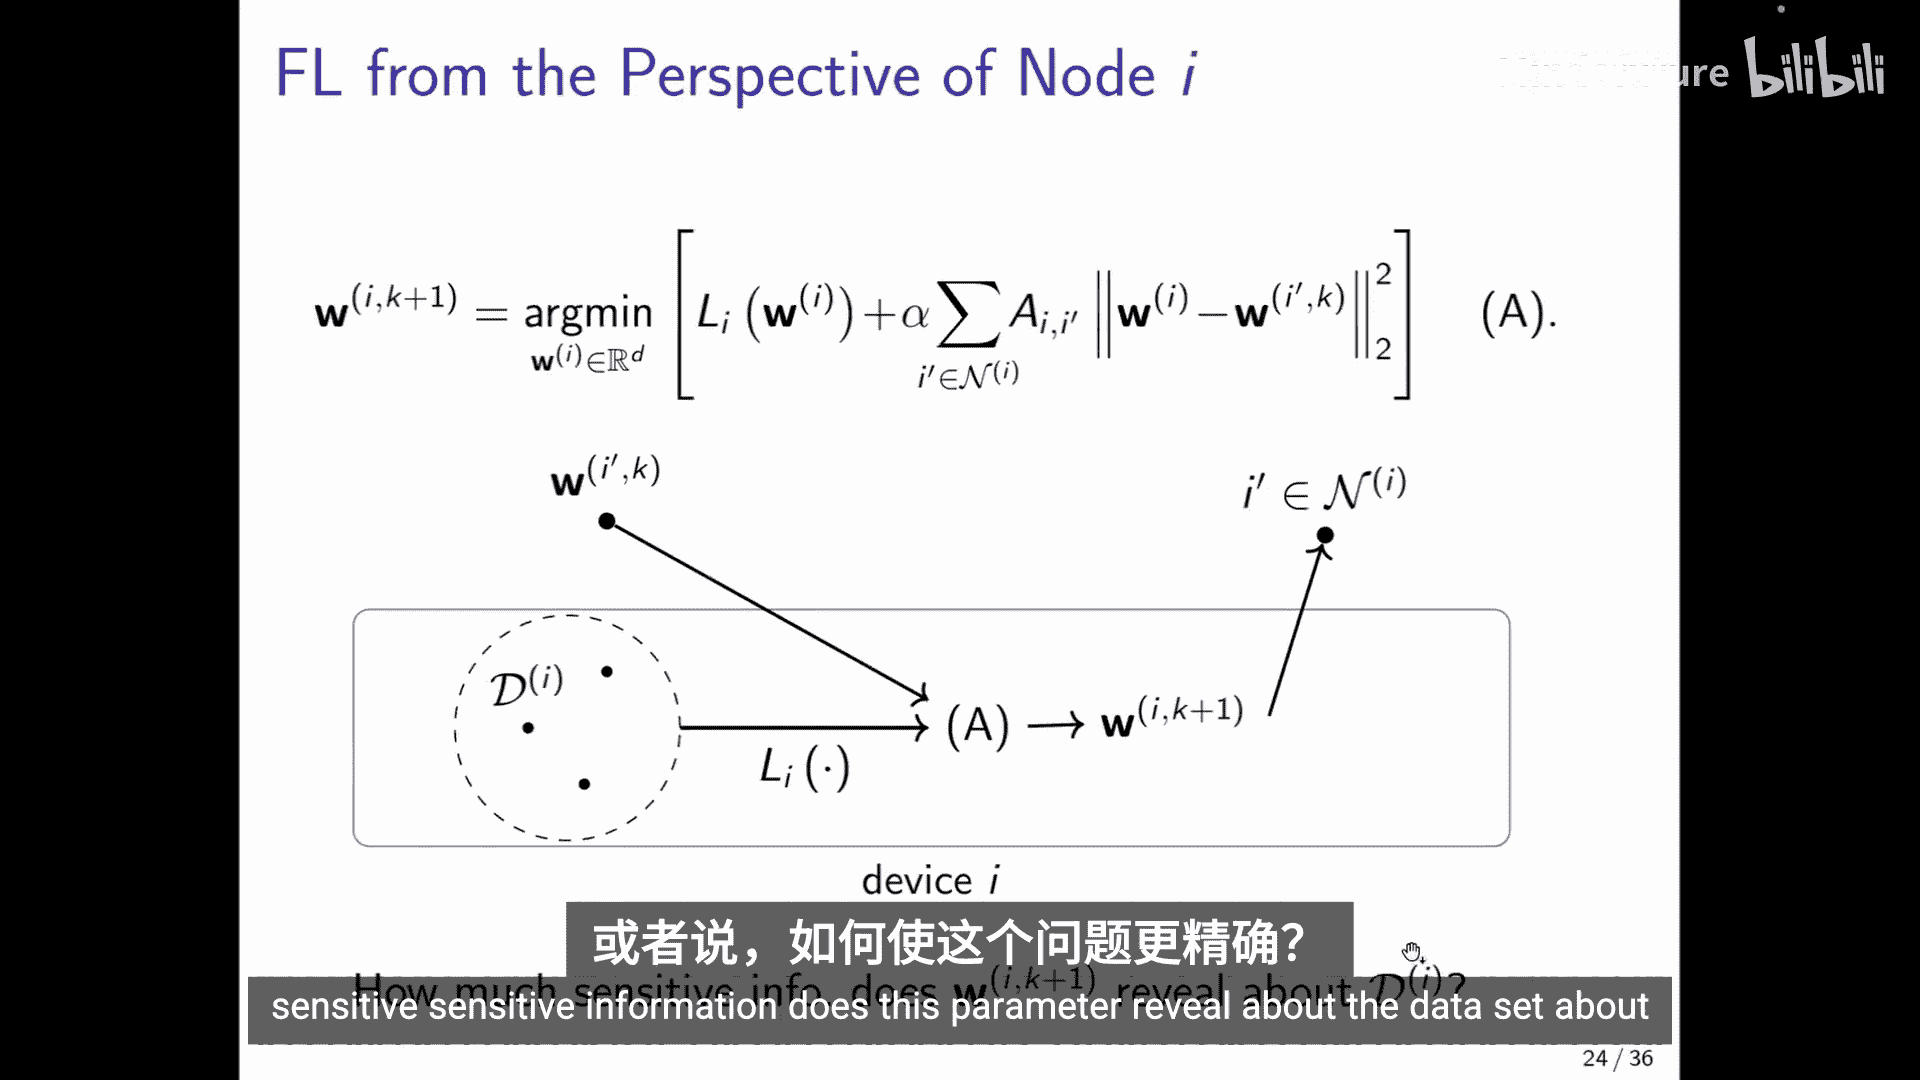 FL from the Perspective of Node i
ure bilibili
w^{(i,k+1)} = argmin_{w^{(i)}∈ℝ^d} [ L_i (w^{(i)}) + α ∑_{i′∈𝒩^{(i)}} A_{i,i′} ‖w^{(i)} − w^{(i′,k)}‖_2^2 ] (A).
w^{(i′,k)}
i′ ∈ 𝒩^{(i)}
𝒟^{(i)}
(A) → w^{(i,k+1)}
L_i (·)
device i
或者说，如何使这个问题更精确？
How much sensitive info. does w^{(i,k+1)} reveal about 𝒟^{(i)}?
sensitive sensitive information does this parameter reveal about the data set about
24 / 36